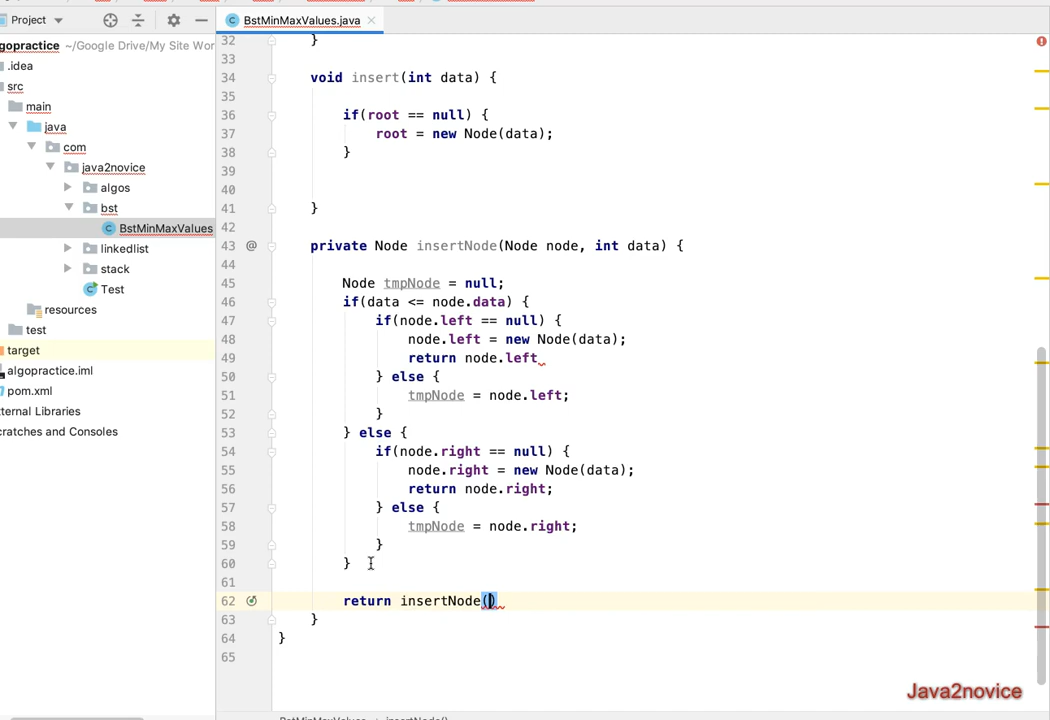 Project
BstMinMaxValues.java
gopractice ~/Google Drive/My Site Wor
.idea
src
main
java
com
java2novice
algos
bst
BstMinMaxValues
linkedlist
stack
Test
resources
test
target
algopractice.iml
pom.xml
ternal Libraries
cratches and Consoles
32 }
33
34 void insert(int data) {
35
36 if(root == null) {
37 root = new Node(data);
38 }
39
40
41 }
42
43 @ private Node insertNode(Node node, int data) {
44
45 Node tmpNode = null;
46 if(data <= node.data) {
47 if(node.left == null) {
48 node.left = new Node(data);
49 return node.left
50 } else {
51 tmpNode = node.left;
52 }
53 } else {
54 if(node.right == null) {
55 node.right = new Node(data);
56 return node.right;
57 } else {
58 tmpNode = node.right;
59 }
60 }
61
62 return insertNode()
63 }
64 }
65
Java2novice